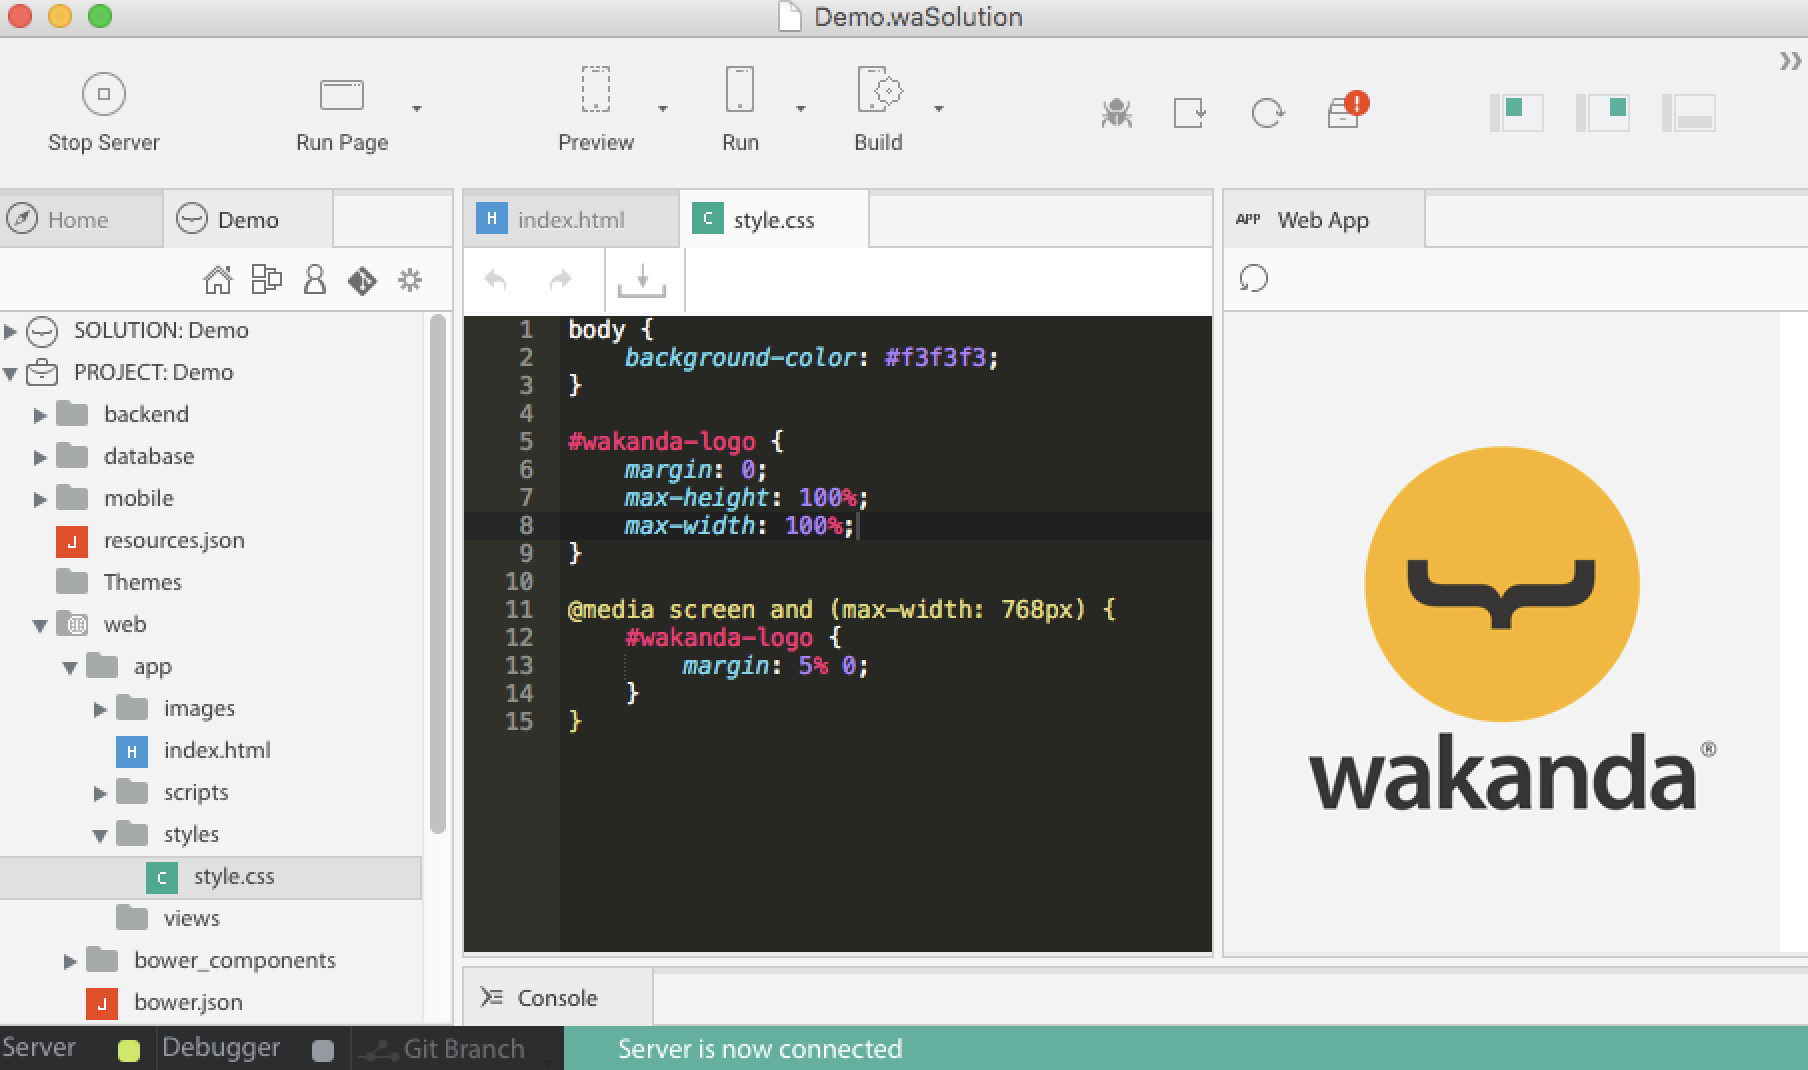 Demo.waSolution
Stop Server
Run Page
Preview
Run
Build
!
Home
Demo
H index.html
C style.css
APP Web App
SOLUTION: Demo
PROJECT: Demo
backend
database
mobile
J resources.json
Themes
web
app
images
H index.html
scripts
styles
C style.css
views
bower_components
J bower.json
1 body {
2 background-color: #f3f3f3;
3 }
4
5 #wakanda-logo {
6 margin: 0;
7 max-height: 100%;
8 max-width: 100%;
9 }
10
11 @media screen and (max-width: 768px) {
12 #wakanda-logo {
13 margin: 5% 0;
14 }
15 }
wakanda®
Console
Server
Debugger
Git Branch
Server is now connected